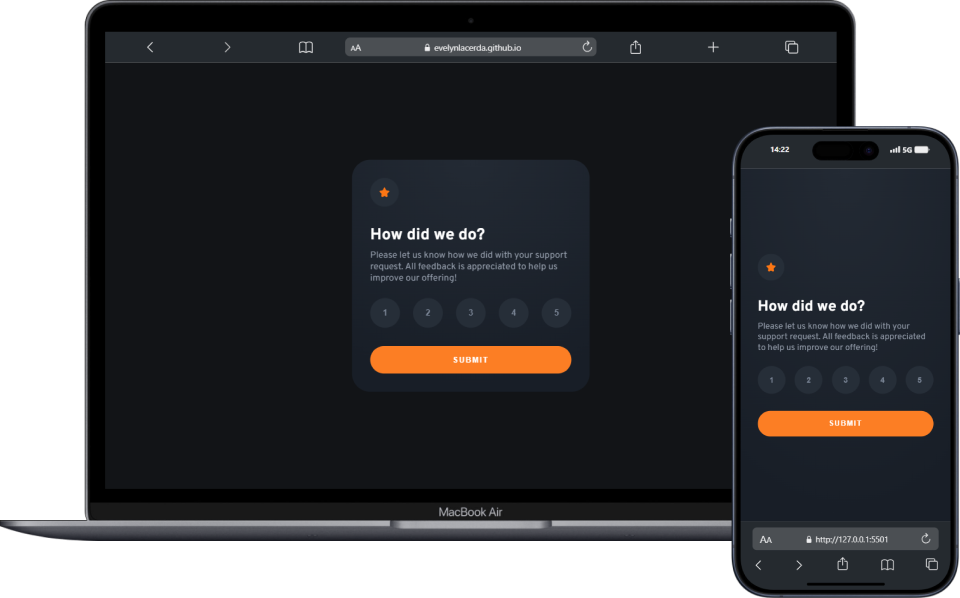 AA evelynlacerda.github.io
How did we do?
Please let us know how we did with your support
request. All feedback is appreciated to help us
improve our offering!
1 2 3 4 5
SUBMIT
MacBook Air
14:22 5G
How did we do?
Please let us know how we did with your
support request. All feedback is appreciated
to help us improve our offering!
1 2 3 4 5
SUBMIT
AA http://127.0.0.1:5501